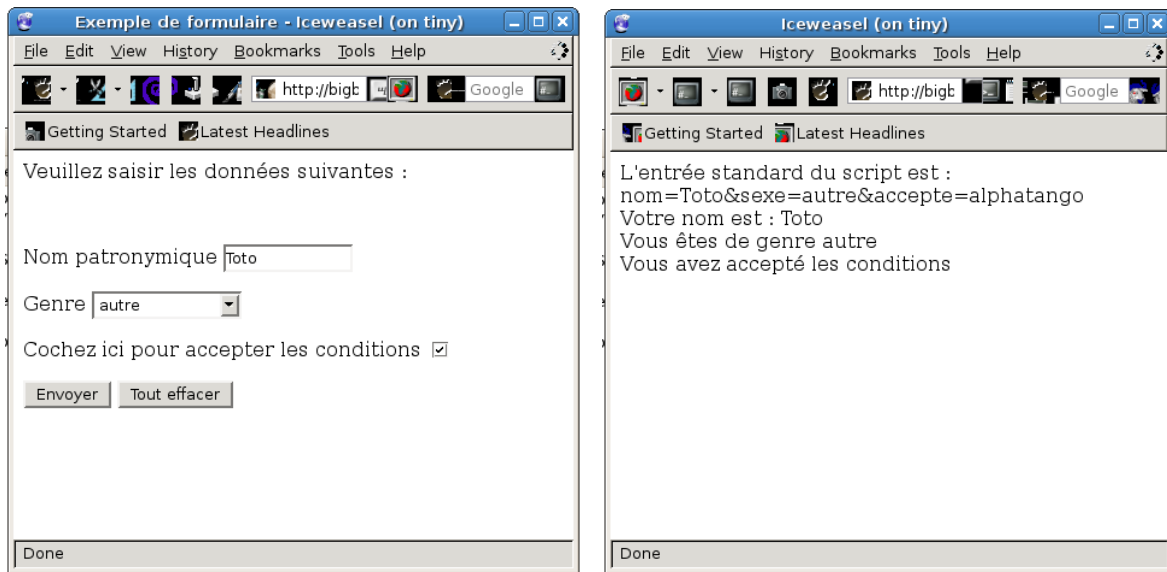 Exemple de formulaire - Iceweasel (on tiny)
File Edit View History Bookmarks Tools Help
http://bigb Google
Getting Started Latest Headlines
Veuillez saisir les données suivantes :
Nom patronymique Toto
Genre autre
Cochez ici pour accepter les conditions
Envoyer Tout effacer
Done
Iceweasel (on tiny)
File Edit View History Bookmarks Tools Help
http://bigb Google
Getting Started Latest Headlines
L'entrée standard du script est :
nom=Toto&sexe=autre&accepte=alphatango
Votre nom est : Toto
Vous êtes de genre autre
Vous avez accepté les conditions
Done